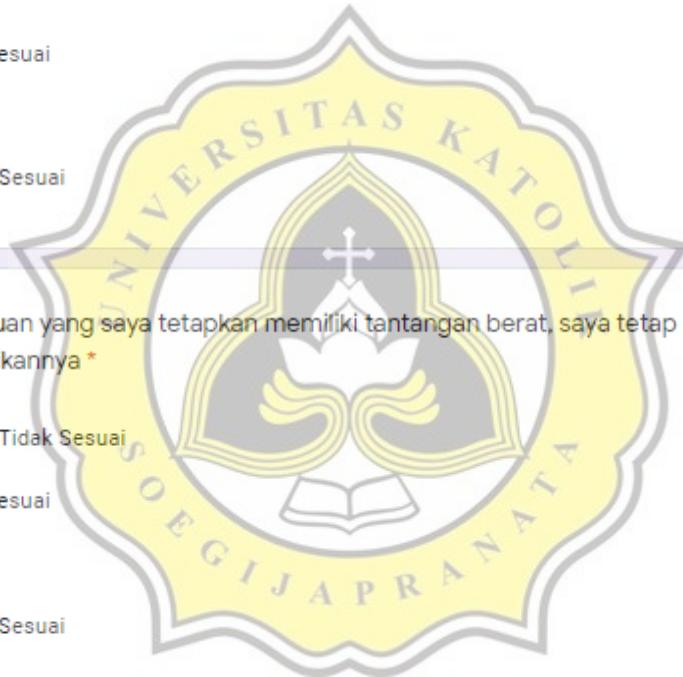 esuai
Sesuai
uan yang saya tetapkan memiliki tantangan berat, saya tetap
kannya *
Tidak Sesuai
esuai
Sesuai
UNIVERSITAS KATOLIK
SOEGIJAPRANATA